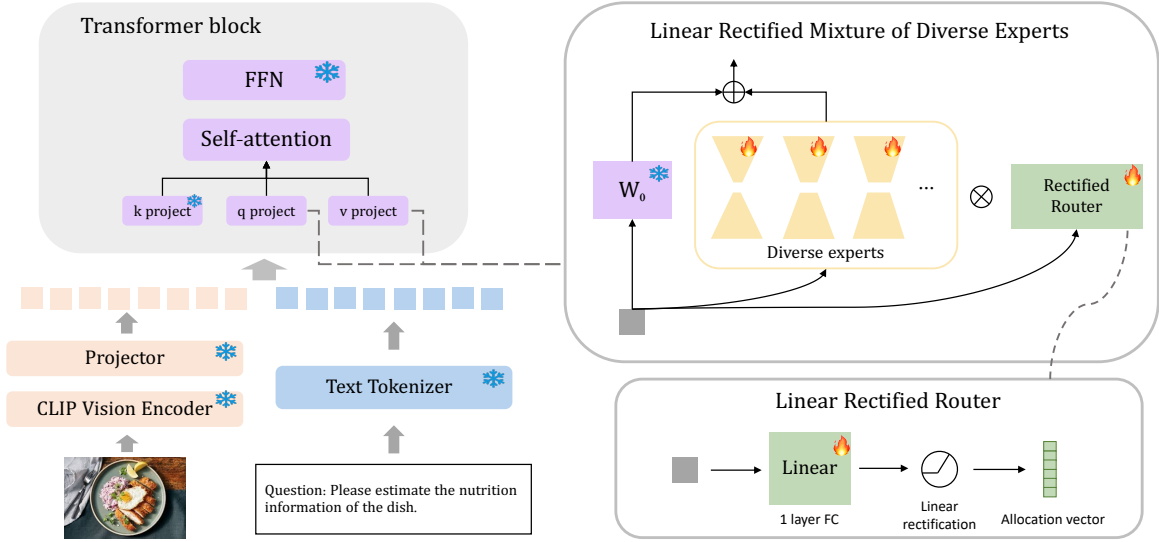 Transformer block
FFN
Self-attention
k project
q project
v project
Projector
CLIP Vision Encoder
Text Tokenizer
Question: Please estimate the nutrition
information of the dish.
Linear Rectified Mixture of Diverse Experts
W₀
...
Diverse experts
Rectified
Router
Linear Rectified Router
Linear
1 layer FC
Linear
rectification
Allocation vector